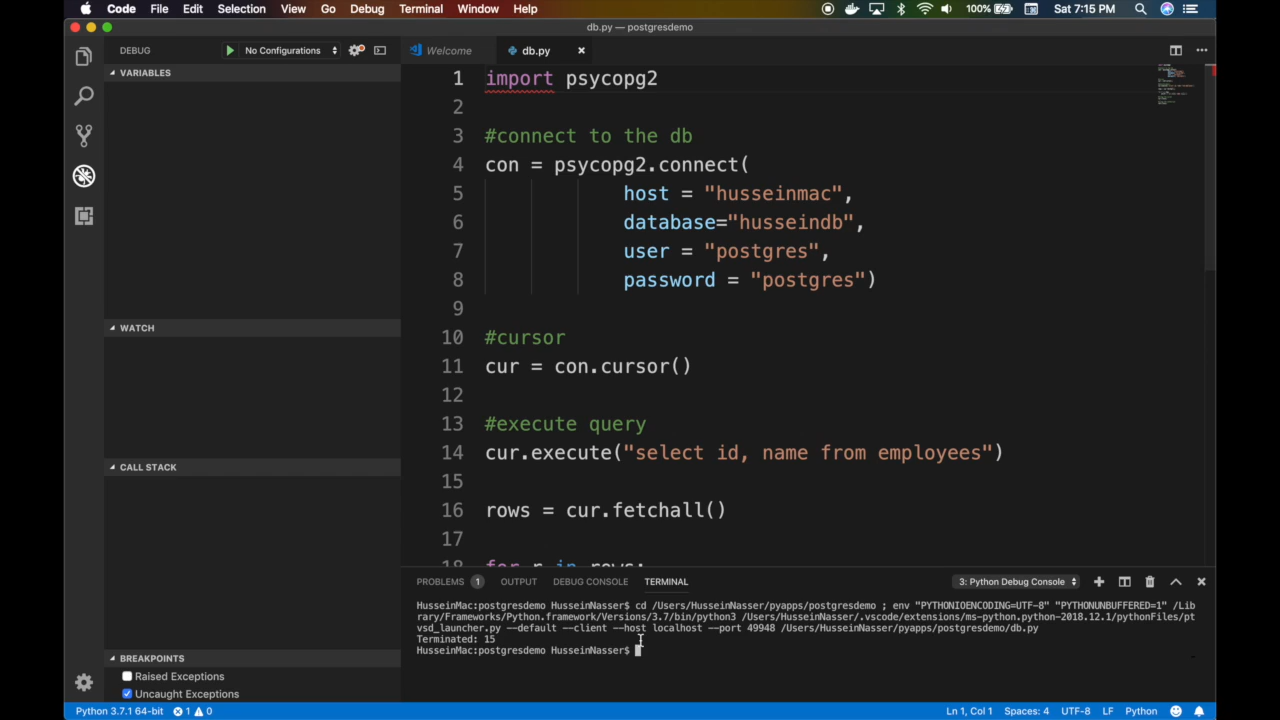 Code File Edit Selection View Go Debug Terminal Window Help 100% Sat 7:15 PM
db.py — postgresdemo
DEBUG No Configurations Welcome db.py
VARIABLES
WATCH
CALL STACK
BREAKPOINTS
Raised Exceptions
Uncaught Exceptions
1 import psycopg2
2
3 #connect to the db
4 con = psycopg2.connect(
5 host = "husseinmac",
6 database="husseindb",
7 user = "postgres",
8 password = "postgres")
9
10 #cursor
11 cur = con.cursor()
12
13 #execute query
14 cur.execute("select id, name from employees")
15
16 rows = cur.fetchall()
17
18 for r in rows:
PROBLEMS 1 OUTPUT DEBUG CONSOLE TERMINAL 3: Python Debug Console
HusseinMac:postgresdemo HusseinNasser$ cd /Users/HusseinNasser/pyapps/postgresdemo ; env "PYTHONIOENCODING=UTF-8" "PYTHONUNBUFFERED=1" /Lib
rary/Frameworks/Python.framework/Versions/3.7/bin/python3 /Users/HusseinNasser/.vscode/extensions/ms-python.python-2018.12.1/pythonFiles/pt
vsd_launcher.py --default --client --host localhost --port 49948 /Users/HusseinNasser/pyapps/postgresdemo/db.py
Terminated: 15
HusseinMac:postgresdemo HusseinNasser$
Python 3.7.1 64-bit 1 0 Ln 1, Col 1 Spaces: 4 UTF-8 LF Python